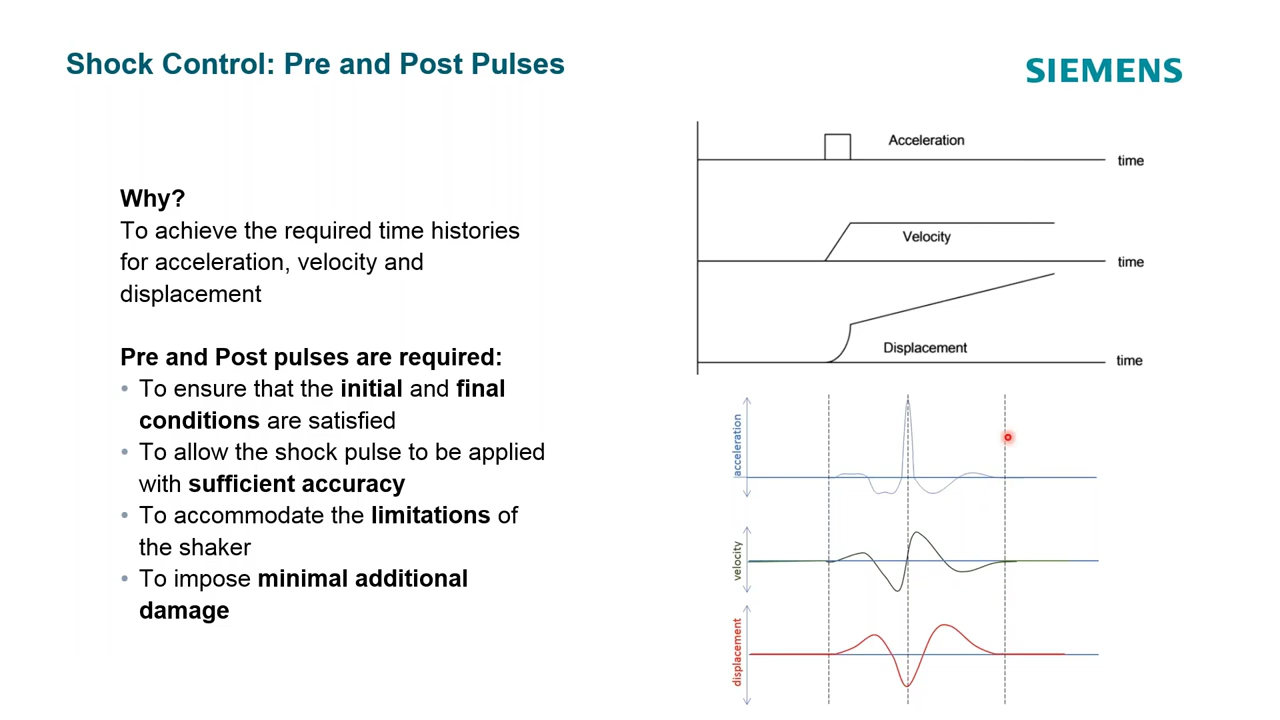 Shock Control: Pre and Post Pulses
SIEMENS
Why?
To achieve the required time histories
for acceleration, velocity and
displacement
Pre and Post pulses are required:
• To ensure that the initial and final
conditions are satisfied
• To allow the shock pulse to be applied
with sufficient accuracy
• To accommodate the limitations of
the shaker
• To impose minimal additional
damage
Acceleration
time
Velocity
time
Displacement
time
acceleration
velocity
displacement